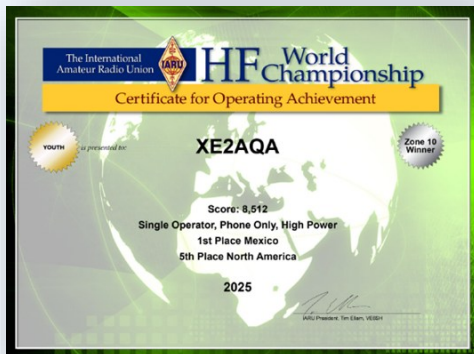 The International
Amateur Radio Union
IARU
HF World
Championship
Certificate for Operating Achievement
YOUTH
is presented to:
XE2AQA
Zone 10
Winner
Score: 8,512
Single Operator, Phone Only, High Power
1st Place Mexico
5th Place North America
2025
IARU President, Tim Ellam, VE6SH